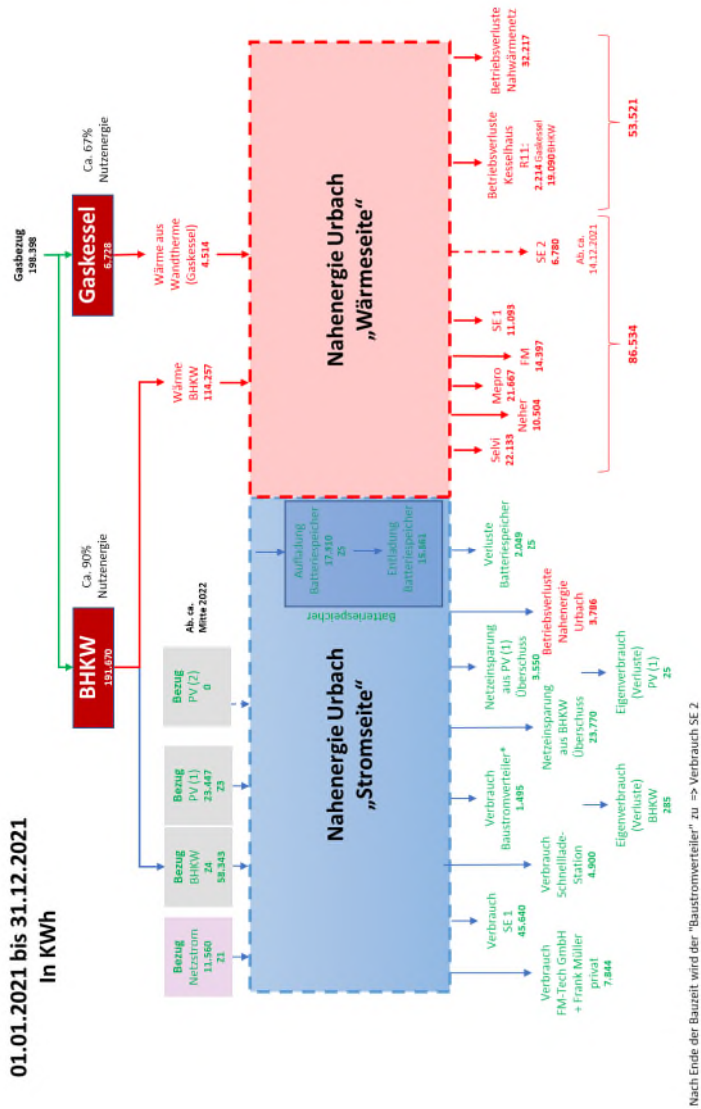 01.01.2021 bis 31.12.2021
In KWh
Gasbezug
198.398
BHKW
191.670
Ca. 90%
Nutzenergie
Gaskessel
6.728
Ca. 67%
Nutzenergie
Bezug
Netzstrom
11.560
Z1
Bezug
BHKW
Z4
58.343
Bezug
PV (1)
23.447
Z3
Bezug
PV (2)
0
Ab. ca.
Mitte 2022
Wärme
BHKW
114.257
Wärme aus
Wandtherme
(Gaskessel)
4.514
Nahenergie Urbach
„Stromseite“
Batteriespeicher
Aufladung
Batteriespeicher
17.910
Z5
Entladung
Batteriespeicher
15.861
Nahenergie Urbach
„Wärmeseite“
Verbrauch
FM-Tech GmbH
+ Frank Müller
privat
7.844
Verbrauch
SE 1
45.640
Verbrauch
Schnelllade-
Station
4.900
Verbrauch
Baustromverteiler*
1.495
Eigenverbrauch
(Verluste)
BHKW
285
Netzeinsparung
aus BHKW
Überschuss
23.770
Netzeinsparung
aus PV (1)
Überschuss
3.550
Eigenverbrauch
(Verluste)
PV (1)
25
Betriebsverluste
Nahenergie
Urbach
3.786
Verluste
Batteriespeicher
2.049
Z5
Selvi
22.133
Neher
10.504
Mepro
21.667
FM
14.397
SE 1
11.093
SE 2
6.780
Ab. ca.
14.12.2021
86.534
Betriebsverluste
Kesselhaus
R11:
2.214 Gaskessel
19.090 BHKW
Betriebsverluste
Nahwärmenetz
32.217
53.521
Nach Ende der Bauzeit wird der "Baustromverteiler" zu => Verbrauch SE 2